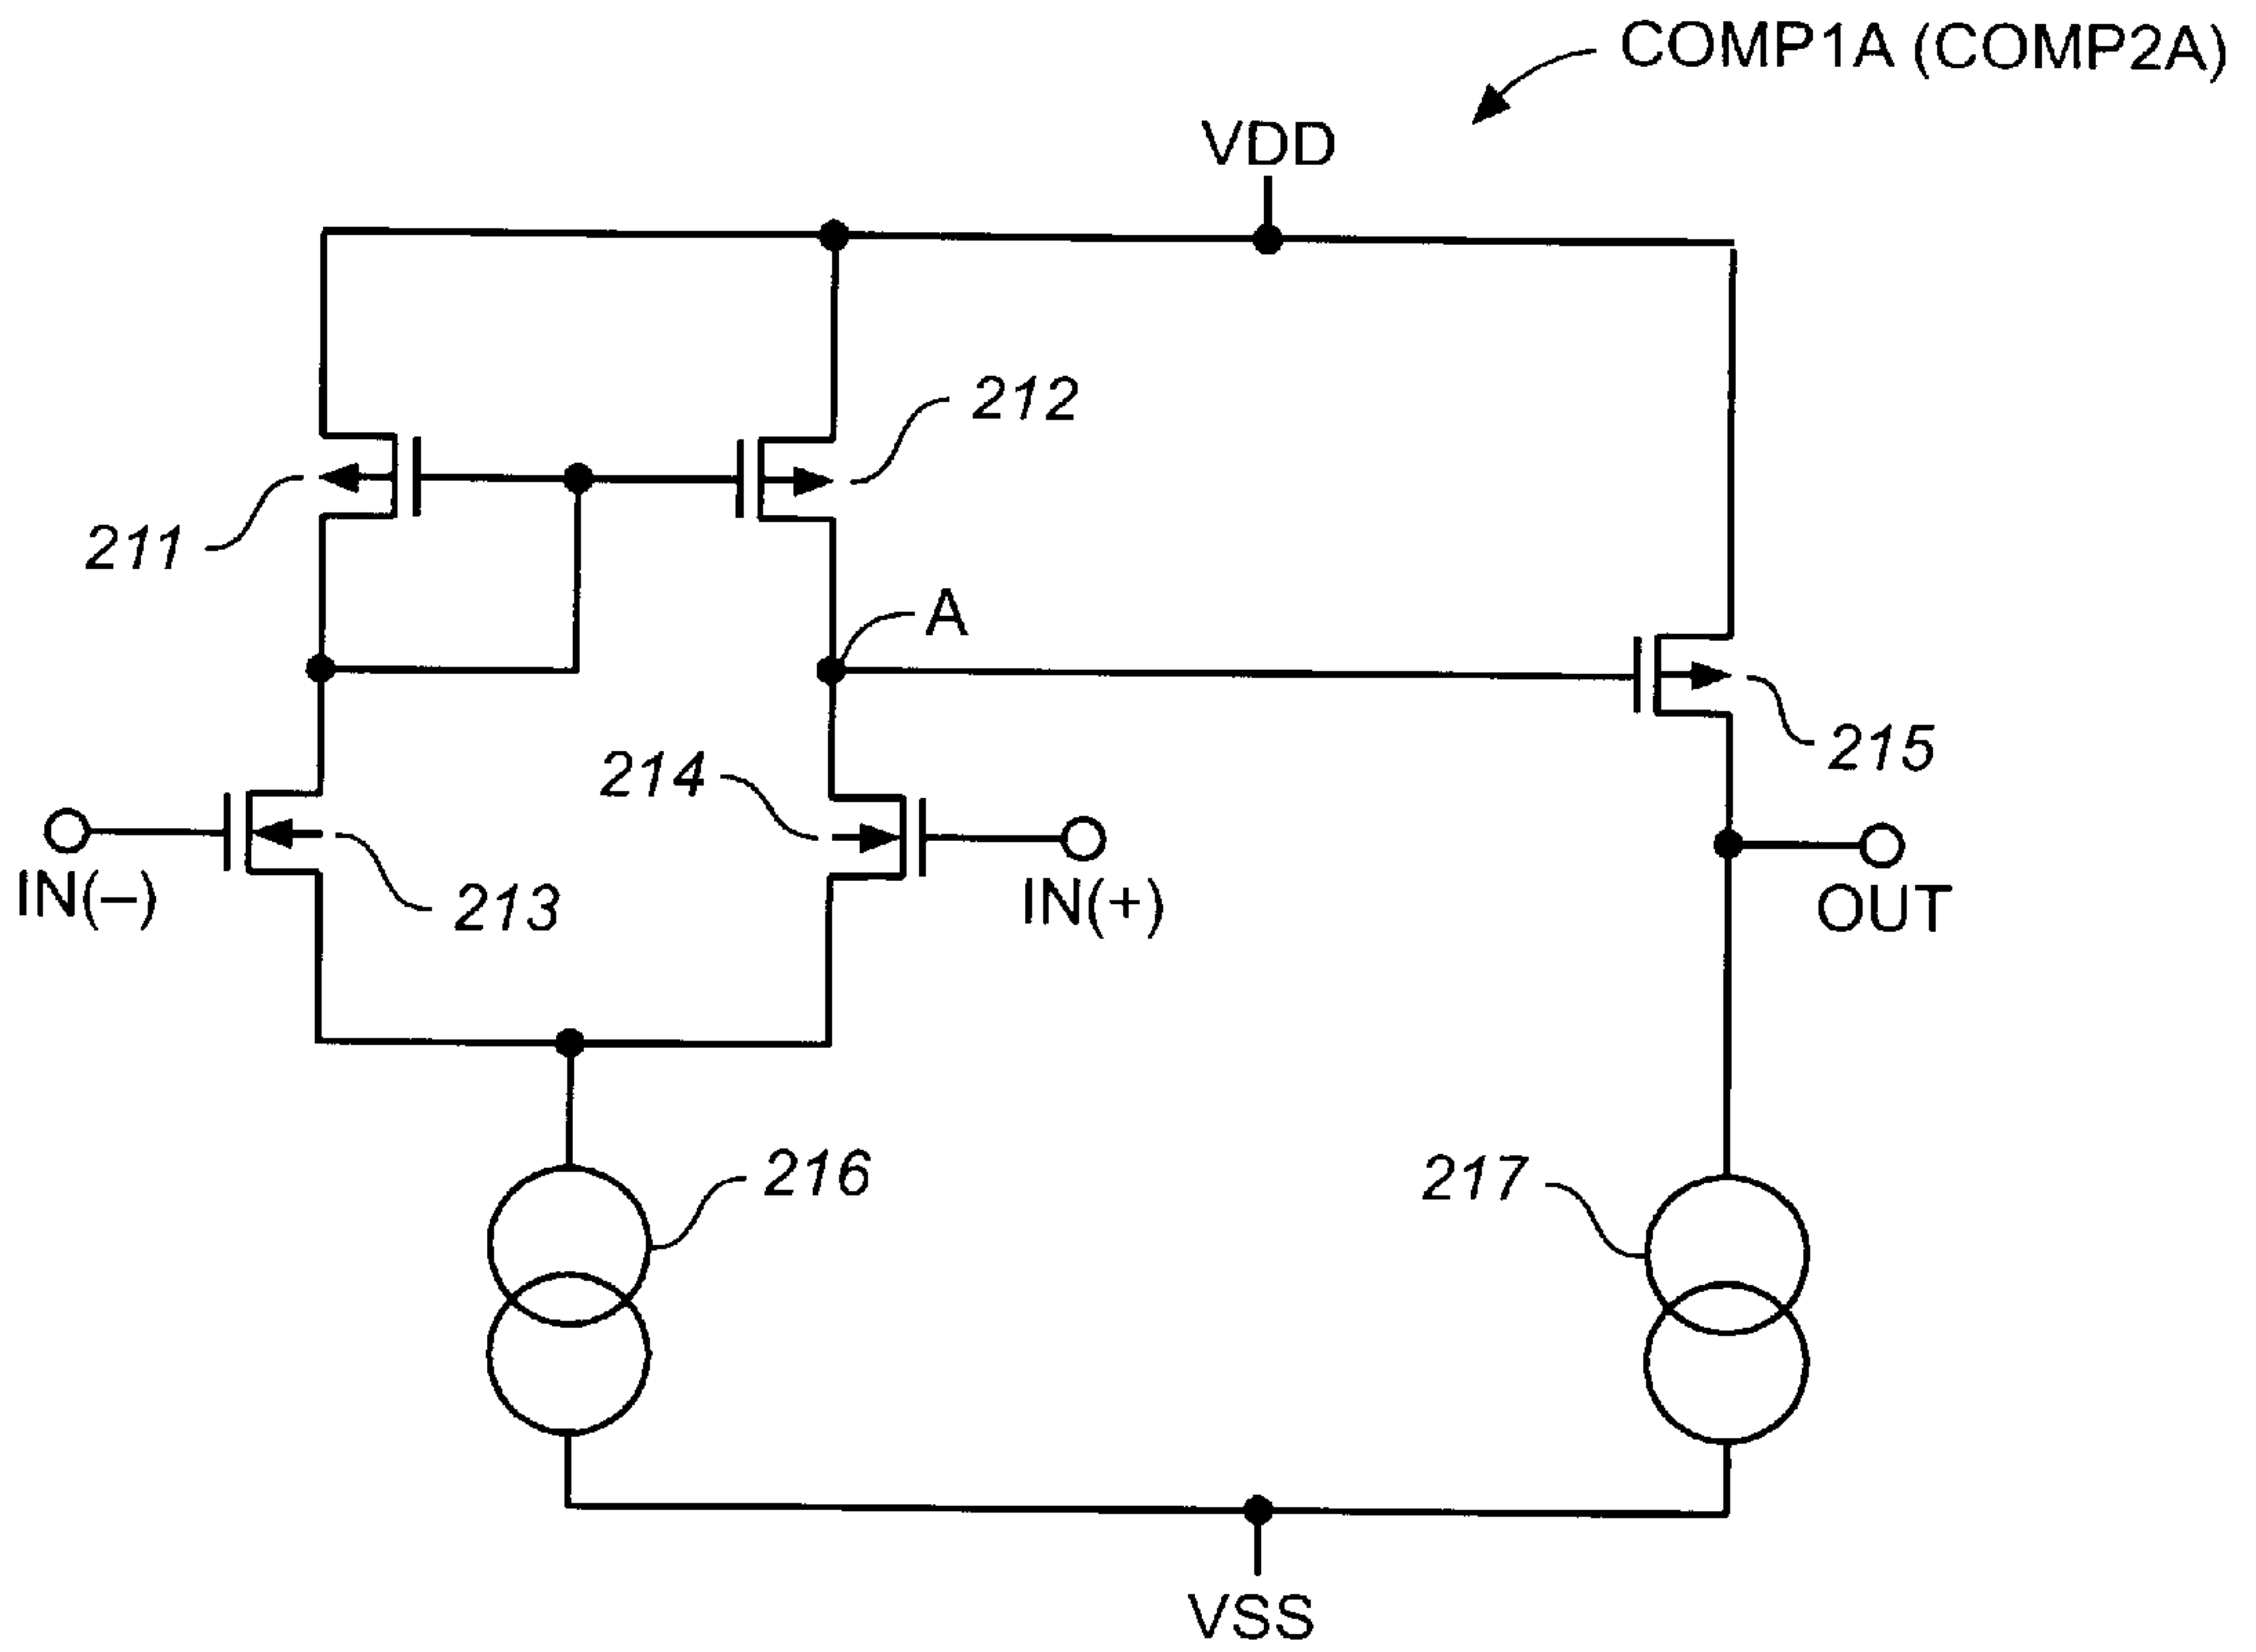 COMP1A (COMP2A)
VDD
212
211
A
214
215
IN(–)
213
IN(+)
OUT
216
217
VSS